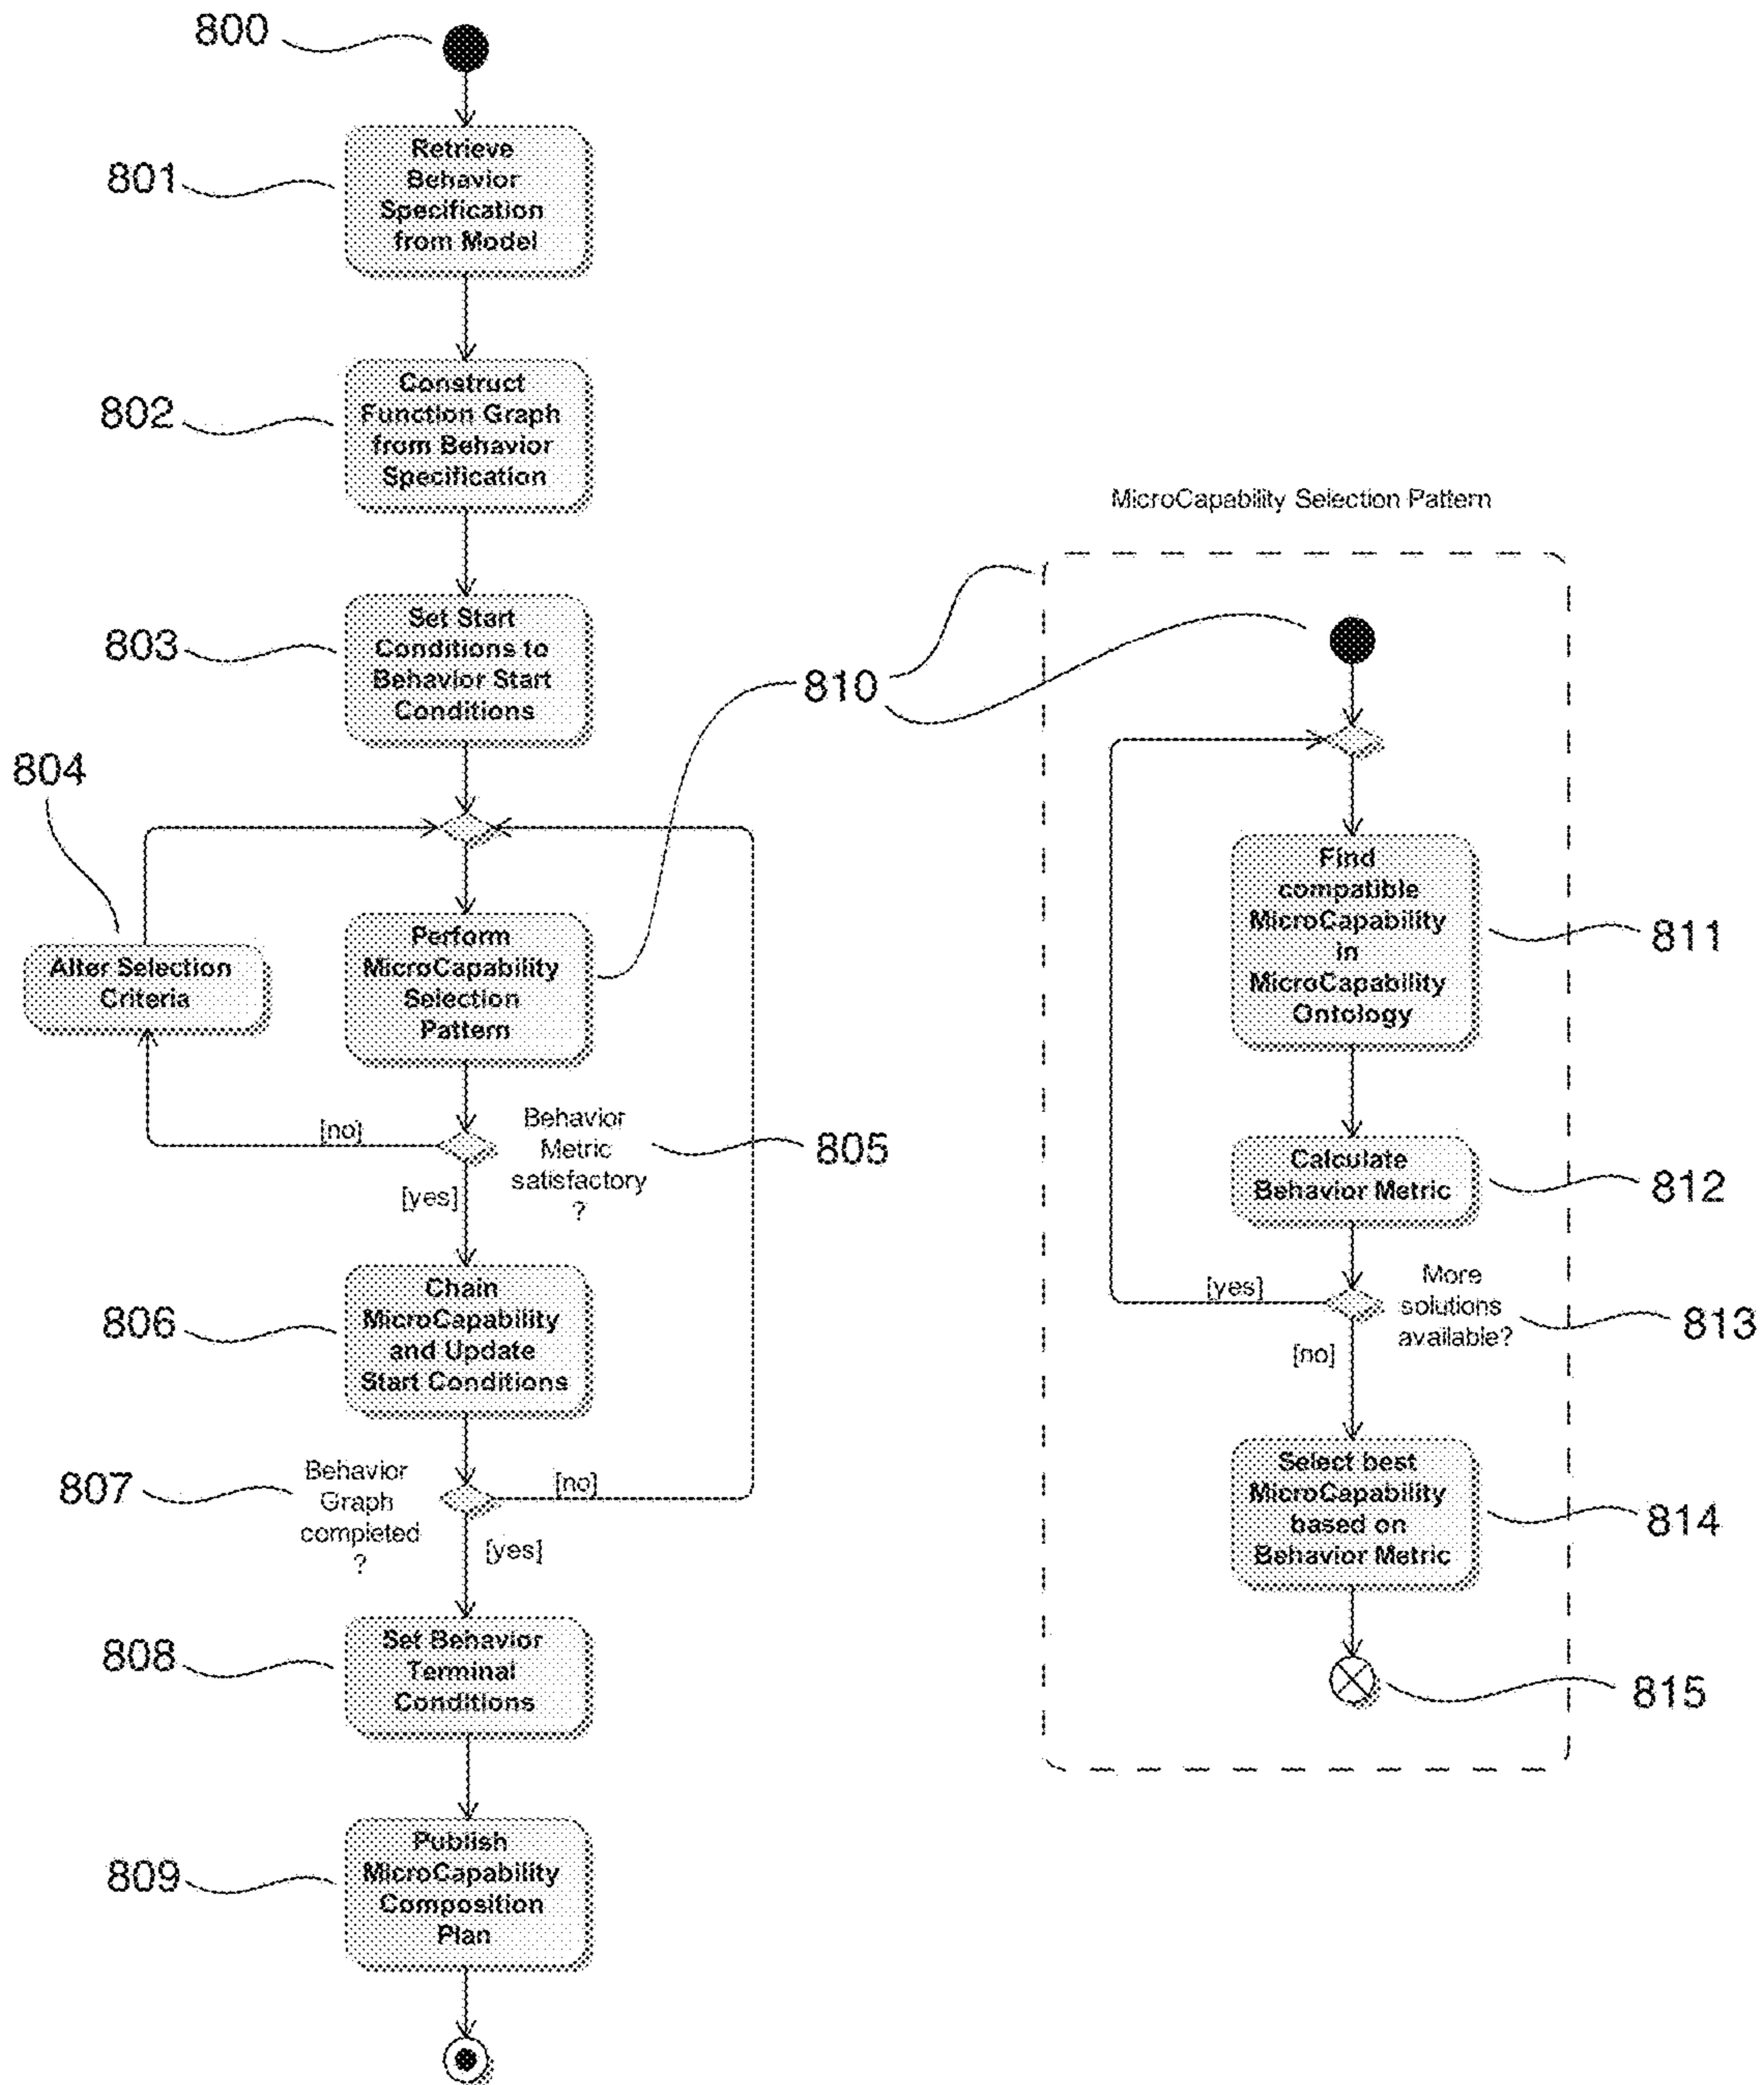 800
801
Retrieve
Behavior
Specification
from Model
802
Construct
Function Graph
from Behavior
Specification
803
Set Start
Conditions to
Behavior Start
Conditions
804
Alter Selection
Criteria
Perform
MicroCapability
Selection
Pattern
[no]
Behavior
Metric
satisfactory
?
805
[yes]
806
Chain
MicroCapability
and Update
Start Conditions
807
Behavior
Graph
completed
?
[no]
[yes]
808
Set Behavior
Terminal
Conditions
809
Publish
MicroCapability
Composition
Plan
MicroCapability Selection Pattern
810
Find
compatible
MicroCapability
in
MicroCapability
Ontology
811
Calculate
Behavior Metric
812
[yes]
More
solutions
available?
813
[no]
Select best
MicroCapability
based on
Behavior Metric
814
815